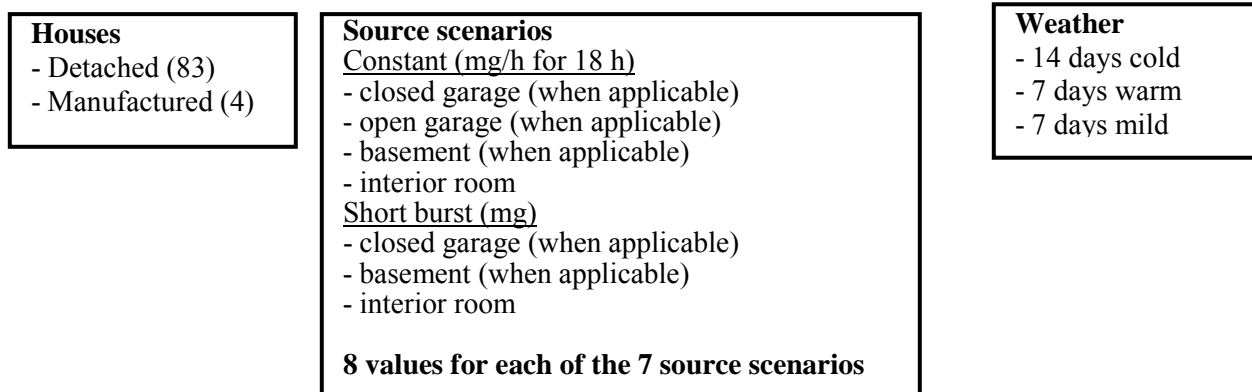 Houses
- Detached (83)
- Manufactured (4)
Source scenarios
Constant (mg/h for 18 h)
- closed garage (when applicable)
- open garage (when applicable)
- basement (when applicable)
- interior room
Short burst (mg)
- closed garage (when applicable)
- basement (when applicable)
- interior room
8 values for each of the 7 source scenarios
Weather
- 14 days cold
- 7 days warm
- 7 days mild